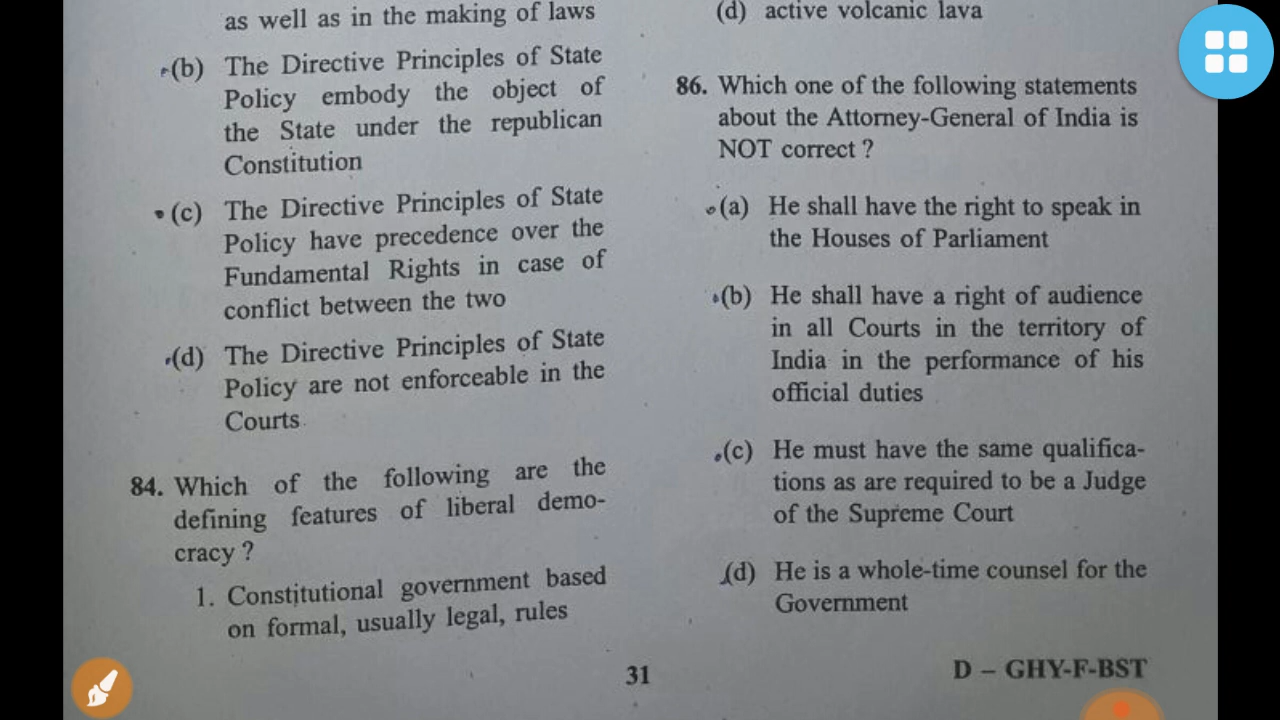 as well as in the making of laws
(b) The Directive Principles of State
Policy embody the object of
the State under the republican
Constitution
(c) The Directive Principles of State
Policy have precedence over the
Fundamental Rights in case of
conflict between the two
(d) The Directive Principles of State
Policy are not enforceable in the
Courts
84. Which of the following are the
defining features of liberal demo-
cracy ?
1. Constitutional government based
on formal, usually legal, rules
(d) active volcanic lava
86. Which one of the following statements
about the Attorney-General of India is
NOT correct ?
(a) He shall have the right to speak in
the Houses of Parliament
(b) He shall have a right of audience
in all Courts in the territory of
India in the performance of his
official duties
(c) He must have the same qualifica-
tions as are required to be a Judge
of the Supreme Court
(d) He is a whole-time counsel for the
Government
31
D – GHY-F-BST